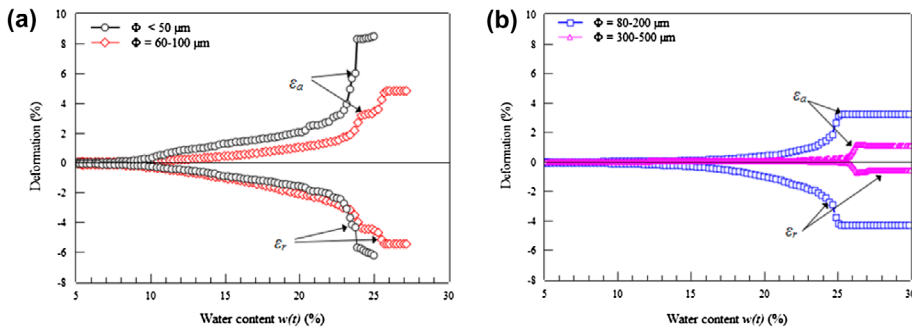 (a)
Φ < 50 μm
Φ = 60-100 μm
10
8
6
4
2
0
-2
-4
-6
-8
Deformation (%)
εa
εr
5
10
15
20
25
30
Water content w(t) (%)
(b)
Φ = 80-200 μm
Φ = 300-500 μm
10
8
6
4
2
0
-2
-4
-6
-8
Deformation (%)
εa
εr
5
10
15
20
25
30
Water content w(t) (%)